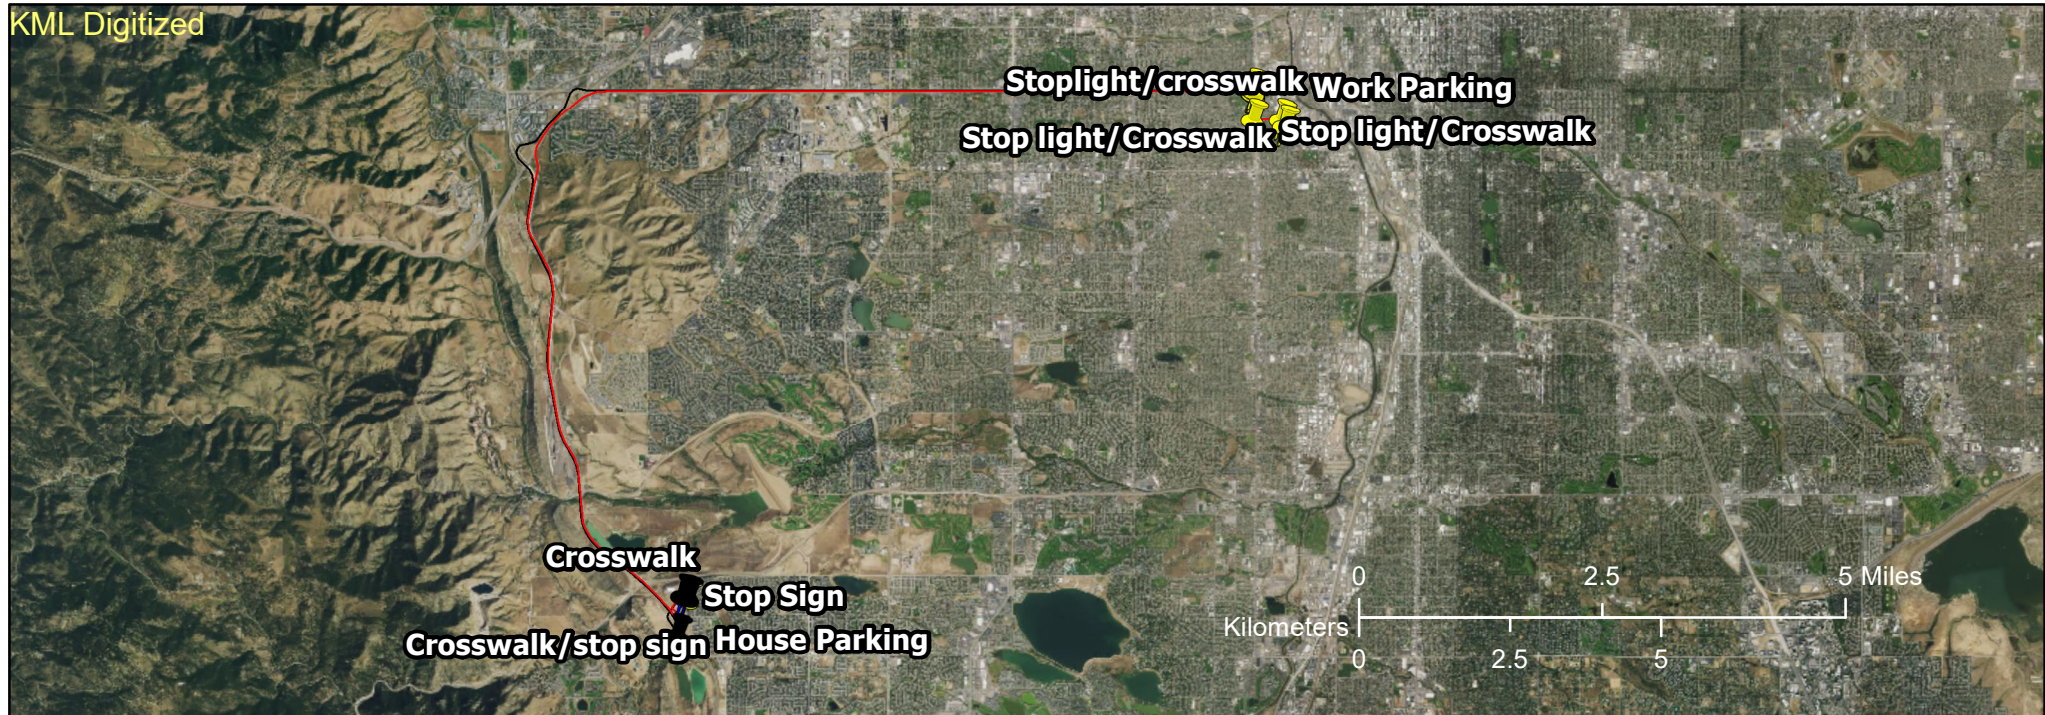 KML Digitized
Stoplight/crosswalk Work Parking
Stop light/Crosswalk Stop light/Crosswalk
Crosswalk
Stop Sign
Crosswalk/stop sign House Parking
0 2.5 5 Miles
Kilometers
0 2.5 5